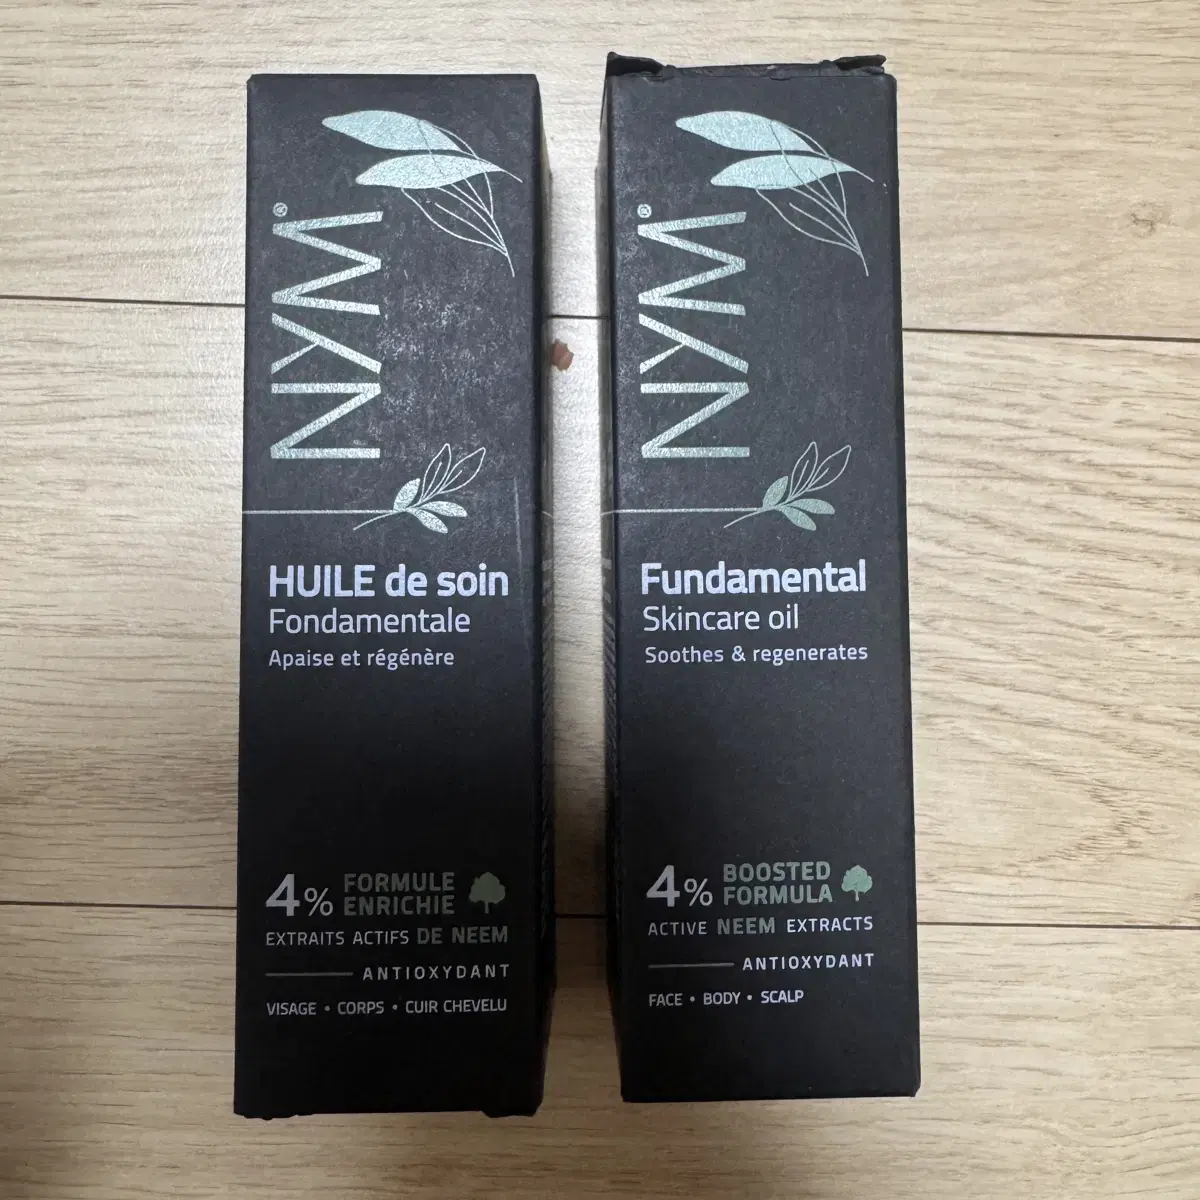 NYM®
HUILE de soin
Fondamentale
Apaise et régénère
4% FORMULE
ENRICHIE
EXTRAITS ACTIFS DE NEEM
ANTIOXYDANT
VISAGE • CORPS • CUIR CHEVELU
NYM®
Fundamental
Skincare oil
Soothes & regenerates
4% BOOSTED
FORMULA
ACTIVE NEEM EXTRACTS
ANTIOXYDANT
FACE • BODY • SCALP